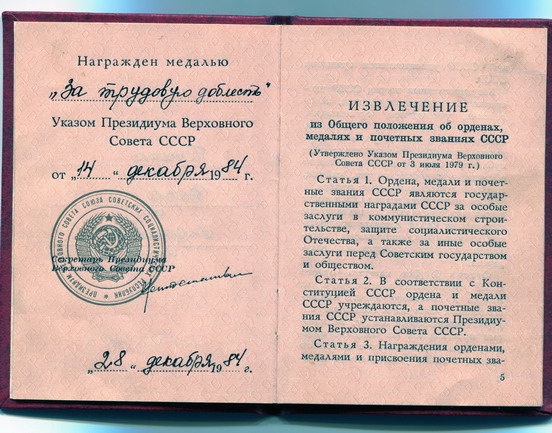 Награжден медалью
„За трудовую доблесть“
Указом Президиума Верховного
Совета СССР
от „14“ декабря 1984 г.
Секретарь Президиума
Верховного Совета СССР
„28“ декабря 1984 г.
ИЗВЛЕЧЕНИЕ
из Общего положения об орденах,
медалях и почетных званиях СССР
(Утверждено Указом Президиума Верховного
Совета СССР от 3 июля 1979 г.)
Статья 1. Ордена, медали и почет-
ные звания СССР являются государ-
ственными наградами СССР за особые
заслуги в коммунистическом строи-
тельстве, защите социалистического
Отечества, а также за иные особые
заслуги перед Советским государством
и обществом.
Статья 2. В соответствии с Кон-
ституцией СССР ордена и медали
СССР учреждаются, а почетные зва-
ния СССР устанавливаются Президиу-
мом Верховного Совета СССР.
Статья 3. Награждения орденами,
медалями и присвоения почетных зва-
5